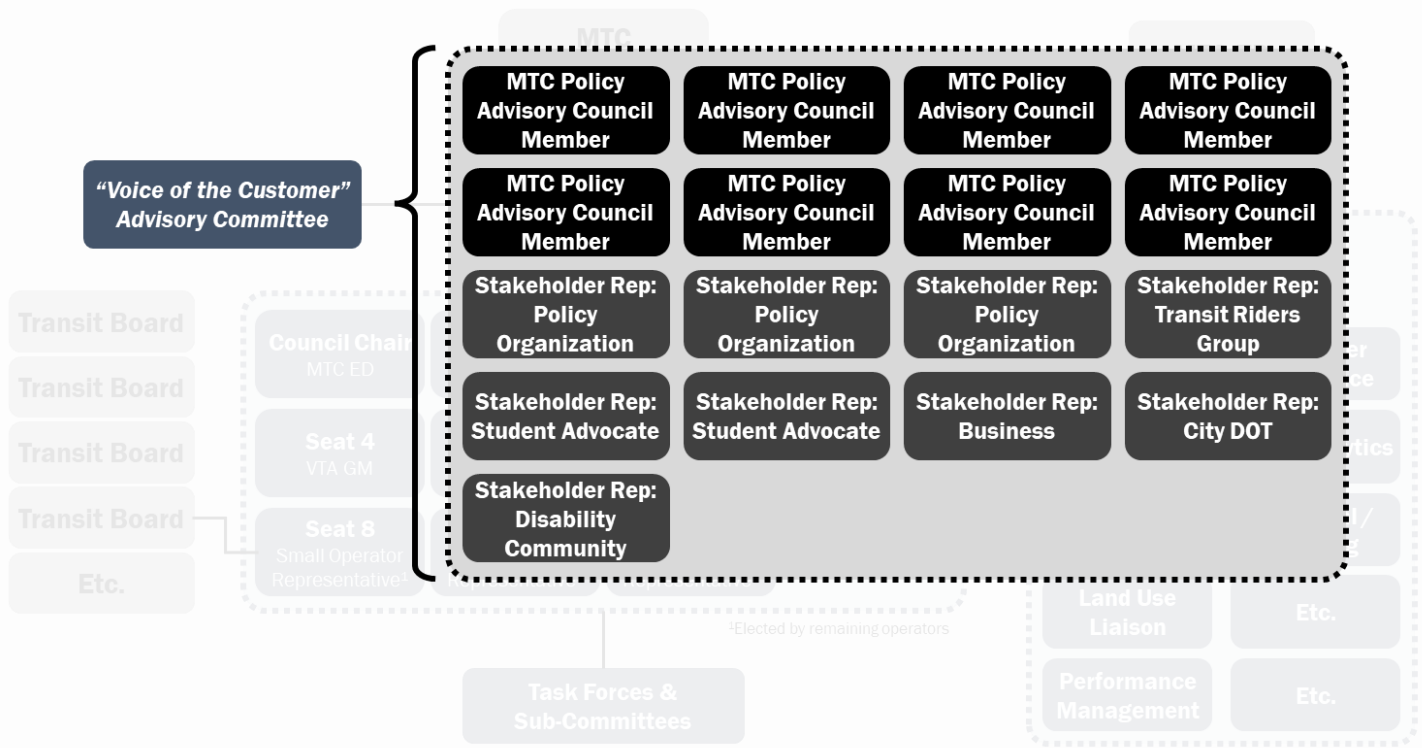 MTC
“Voice of the Customer”
Advisory Committee
MTC Policy
Advisory Council
Member
MTC Policy
Advisory Council
Member
MTC Policy
Advisory Council
Member
MTC Policy
Advisory Council
Member
MTC Policy
Advisory Council
Member
MTC Policy
Advisory Council
Member
MTC Policy
Advisory Council
Member
MTC Policy
Advisory Council
Member
Stakeholder Rep:
Policy
Organization
Stakeholder Rep:
Policy
Organization
Stakeholder Rep:
Policy
Organization
Stakeholder Rep:
Transit Riders
Group
Stakeholder Rep:
Student Advocate
Stakeholder Rep:
Student Advocate
Stakeholder Rep:
Business
Stakeholder Rep:
City DOT
Stakeholder Rep:
Disability
Community
Transit Board
Transit Board
Transit Board
Transit Board
Etc.
Council Chair
MTC ED
Seat 4
VTA GM
Seat 8
Small Operator
Representative¹
¹Elected by remaining operators
Task Forces &
Sub-Committees
Land Use
Liaison
Etc.
Performance
Management
Etc.